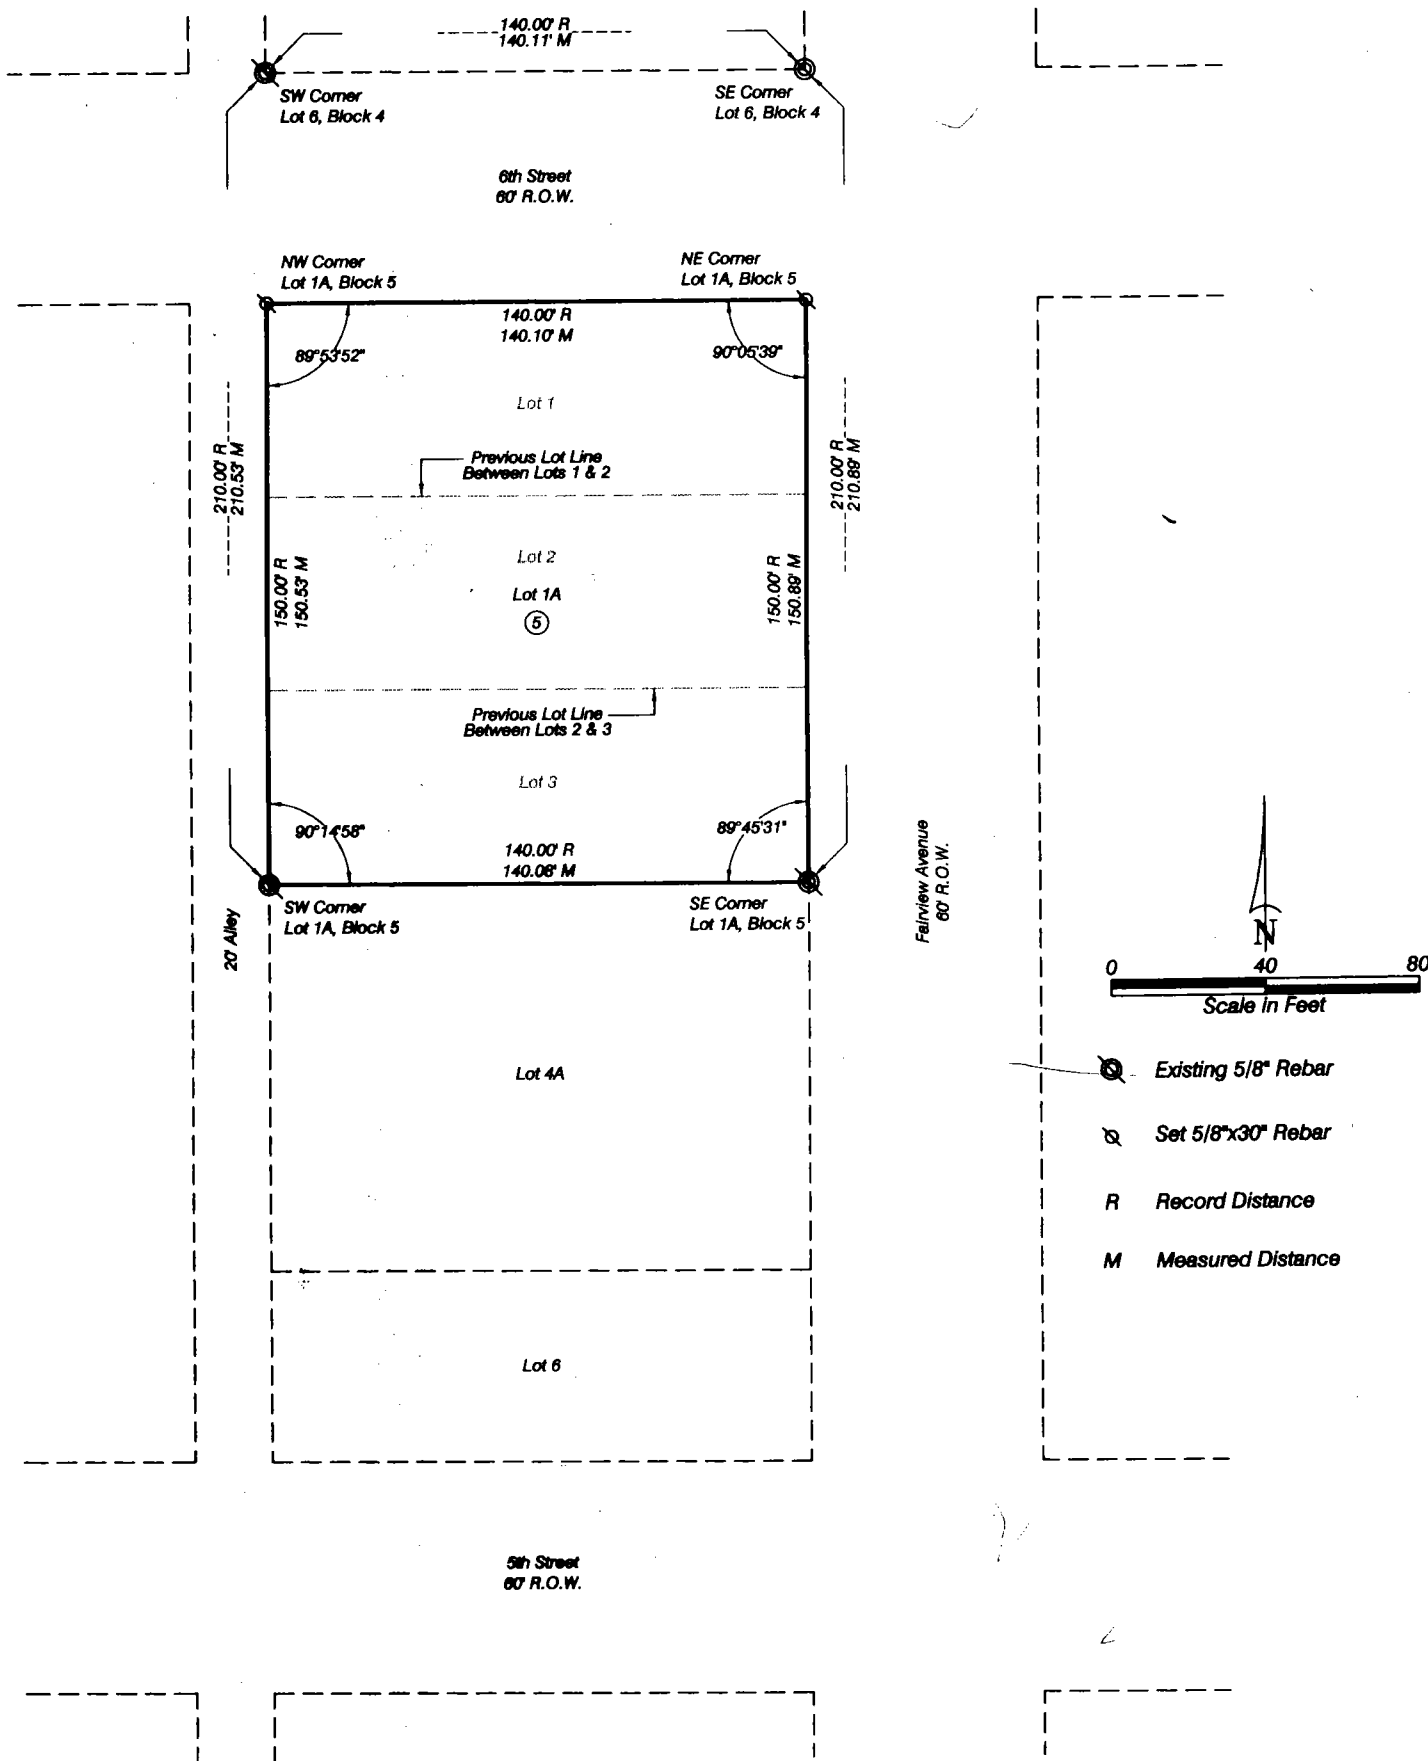 140.00' R
140.11' M
SW Corner
Lot 6, Block 4
SE Corner
Lot 6, Block 4
6th Street
60' R.O.W.
NW Corner
Lot 1A, Block 5
NE Corner
Lot 1A, Block 5
140.00' R
140.10' M
89°53'52"
90°05'39"
Lot 1
210.00' R
210.53' M
Previous Lot Line
Between Lots 1 & 2
210.00' R
210.89' M
150.00' R
150.53' M
Lot 2
Lot 1A
5
150.00' R
150.89' M
Previous Lot Line
Between Lots 2 & 3
Lot 3
90°14'58"
89°45'31"
140.00' R
140.08' M
SW Corner
Lot 1A, Block 5
SE Corner
Lot 1A, Block 5
20' Alley
Fairview Avenue
60' R.O.W.
N
0 40 80
Scale in Feet
Lot 4A
Existing 5/8" Rebar
Set 5/8"x30" Rebar
R Record Distance
M Measured Distance
Lot 6
5th Street
60' R.O.W.